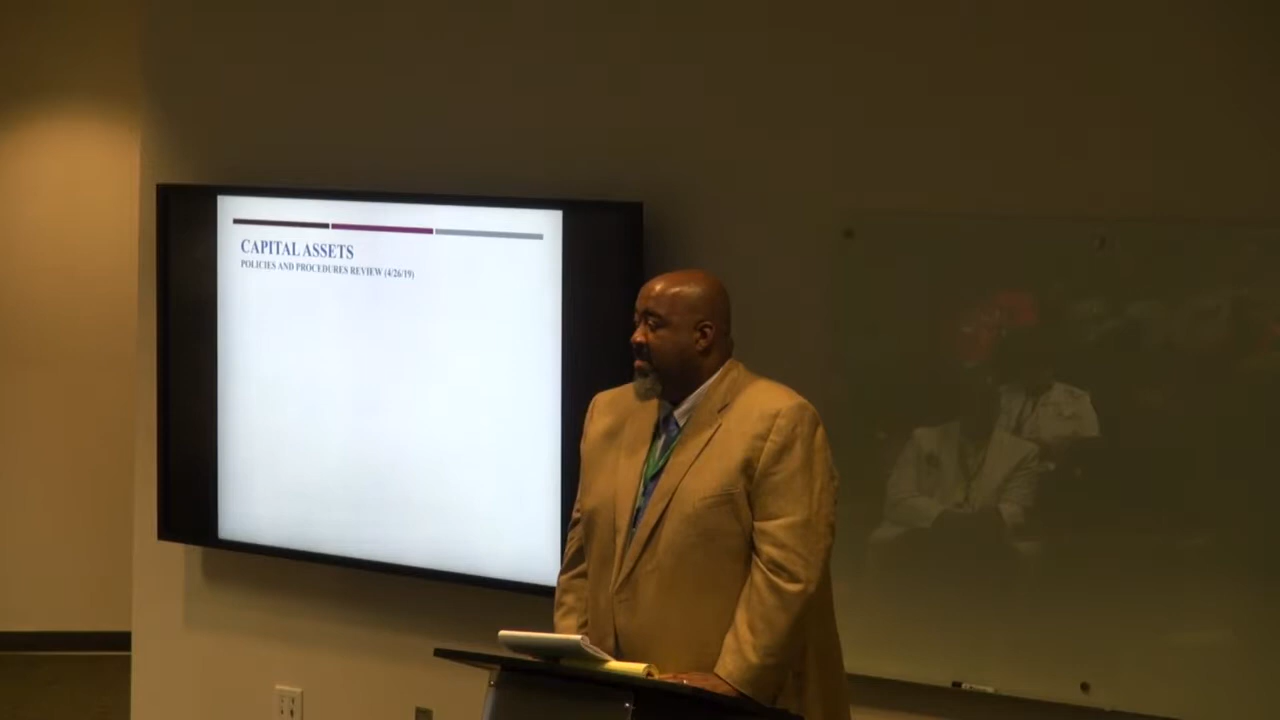 CAPITAL ASSETS
POLICIES AND PROCEDURES REVIEW (4/26/19)